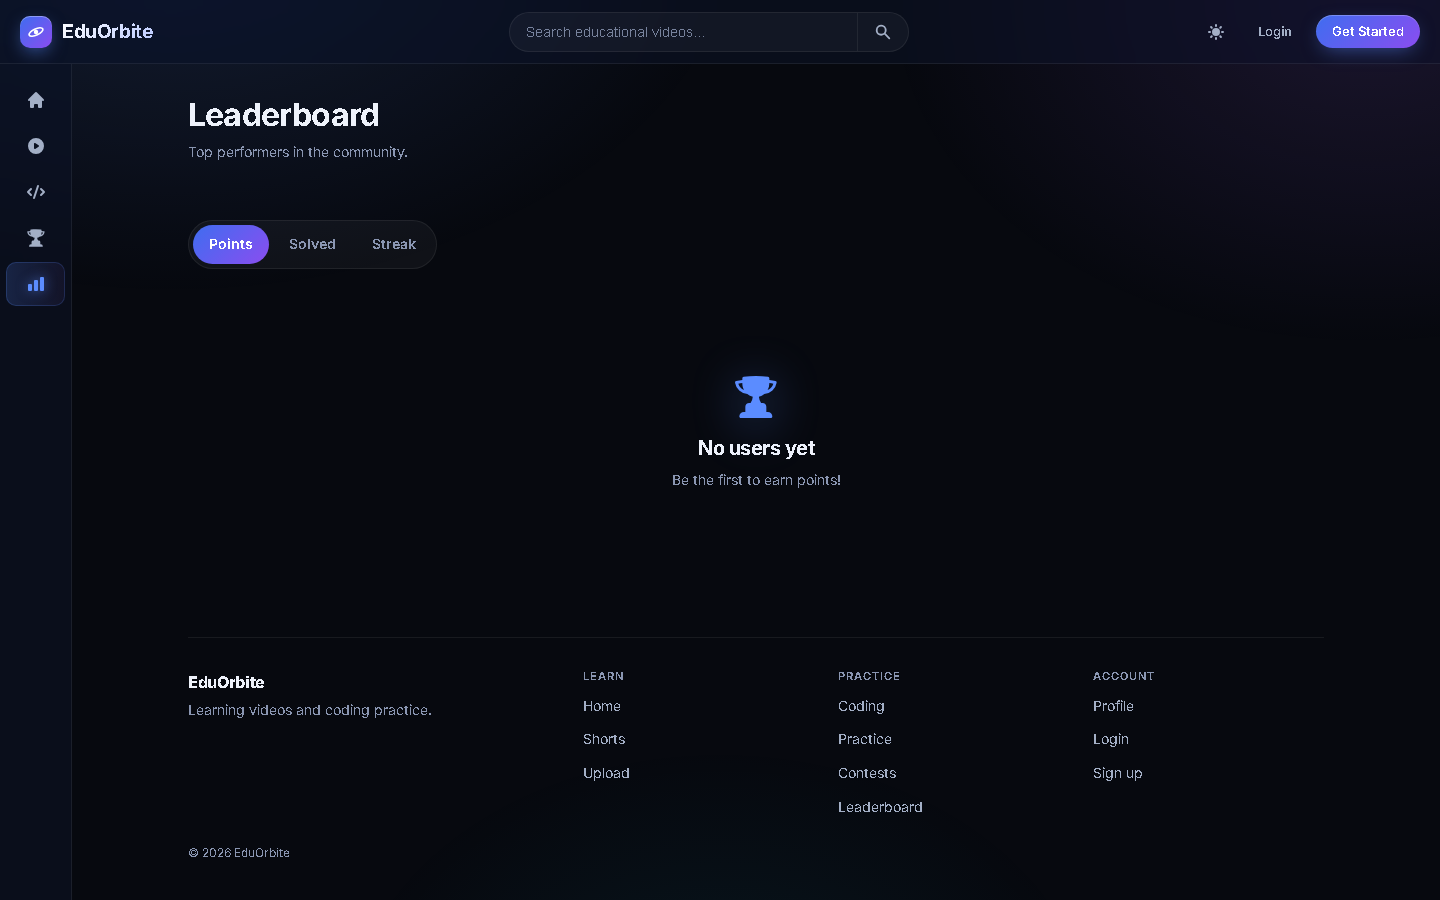 EduOrbite
Search educational videos...
Login
Get Started
Leaderboard
Top performers in the community.
Points
Solved
Streak
No users yet
Be the first to earn points!
EduOrbite
Learning videos and coding practice.
LEARN
Home
Shorts
Upload
PRACTICE
Coding
Practice
Contests
Leaderboard
ACCOUNT
Profile
Login
Sign up
© 2026 EduOrbite